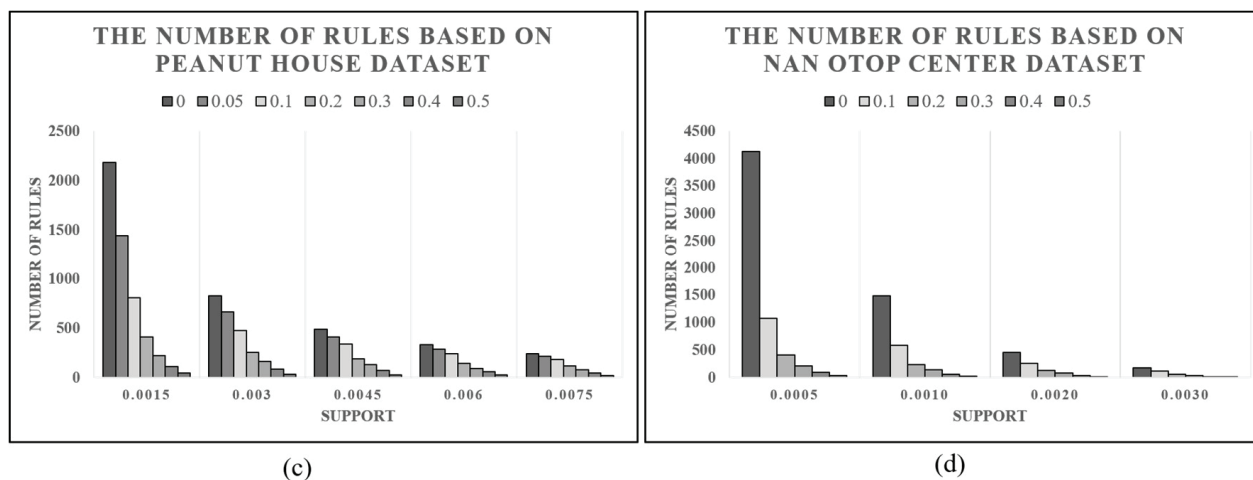 THE NUMBER OF RULES BASED ON
PEANUT HOUSE DATASET
0 0.05 0.1 0.2 0.3 0.4 0.5
NUMBER OF RULES
2500
2000
1500
1000
500
0
0.0015 0.003 0.0045 0.006 0.0075
SUPPORT
(c)
THE NUMBER OF RULES BASED ON
NAN OTOP CENTER DATASET
0 0.1 0.2 0.3 0.4 0.5
NUMBER OF RULES
4500
4000
3500
3000
2500
2000
1500
1000
500
0
0.0005 0.0010 0.0020 0.0030
SUPPORT
(d)